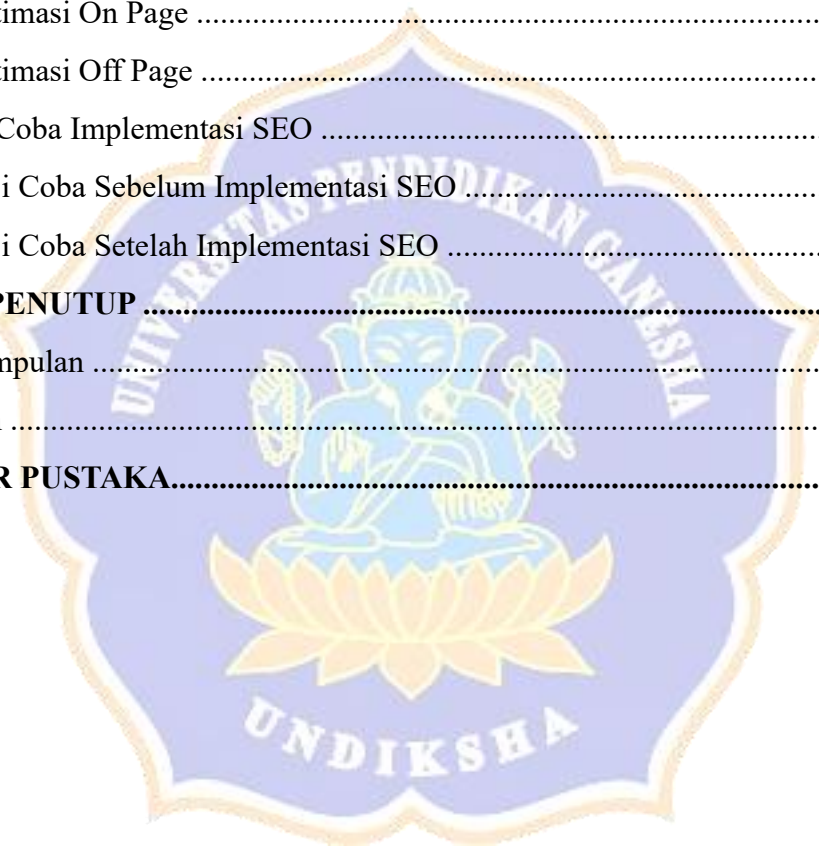 timasi On Page ..........................................................................
timasi Off Page ..........................................................................
Coba Implementasi SEO ..........................................................
i Coba Sebelum Implementasi SEO ..........................................
i Coba Setelah Implementasi SEO ............................................
PENUTUP ................................................................................
mpulan ......................................................................................
..................................................................................................
R PUSTAKA............................................................................
UNIVERSITAS PENDIDIKAN GANESHA
UNDIKSHA